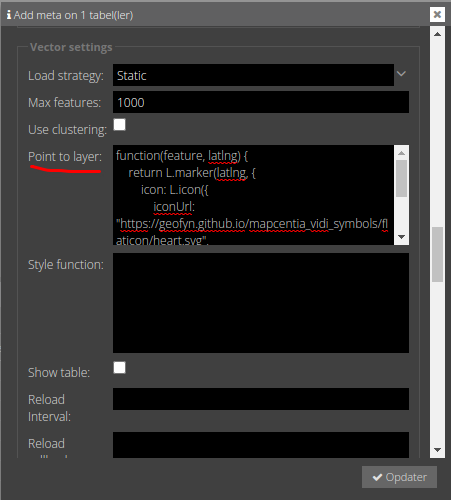 Add meta on 1 tabel(ler)
Vector settings
Load strategy: Static
Max features: 1000
Use clustering:
Point to layer: function(feature, latlng) {
return L.marker(latlng, {
icon: L.icon({
iconUrl:
"https://geofyn.github.io/mapcentia_vidi_symbols/fl
aticon/heart.svg",
Style function:
Show table:
Reload
Interval:
Reload
Opdater